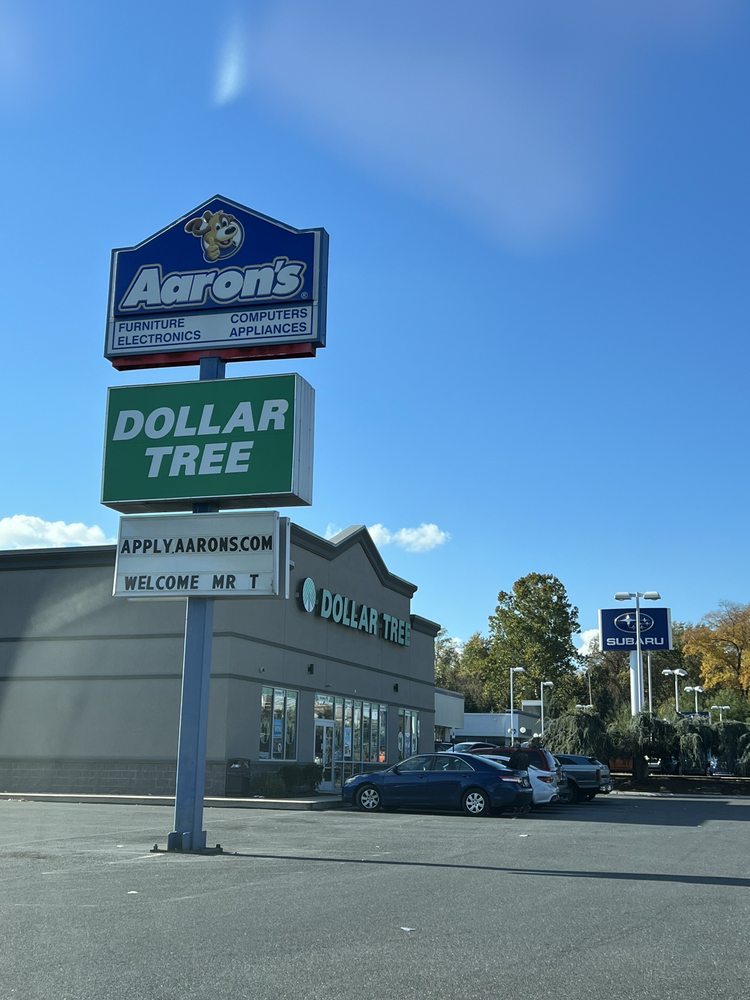 Aaron's
FURNITURE COMPUTERS
ELECTRONICS APPLIANCES
DOLLAR
TREE
APPLY.AARONS.COM
WELCOME MR T
DOLLAR TREE
SUBARU